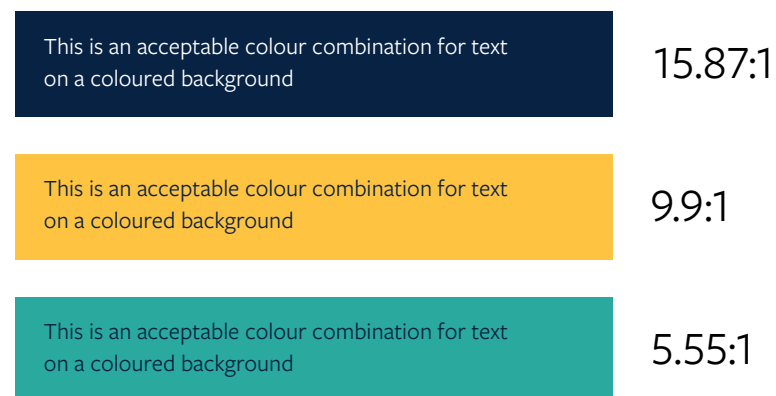 This is an acceptable colour combination for text
on a coloured background
15.87:1
This is an acceptable colour combination for text
on a coloured background
9.9:1
This is an acceptable colour combination for text
on a coloured background
5.55:1